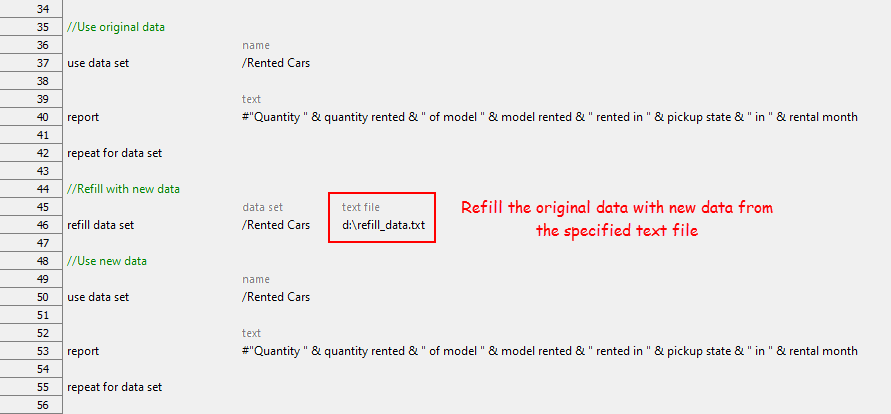 34
35 //Use original data
36 name
37 use data set /Rented Cars
38
39 text
40 report #"Quantity " & quantity rented & " of model " & model rented & " rented in " & pickup state & " in " & rental month
41
42 repeat for data set
43
44 //Refill with new data
45 data set text file
46 refill data set /Rented Cars d:\refill_data.txt
Refill the original data with new data from
the specified text file
47
48 //Use new data
49 name
50 use data set /Rented Cars
51
52 text
53 report #"Quantity " & quantity rented & " of model " & model rented & " rented in " & pickup state & " in " & rental month
54
55 repeat for data set
56